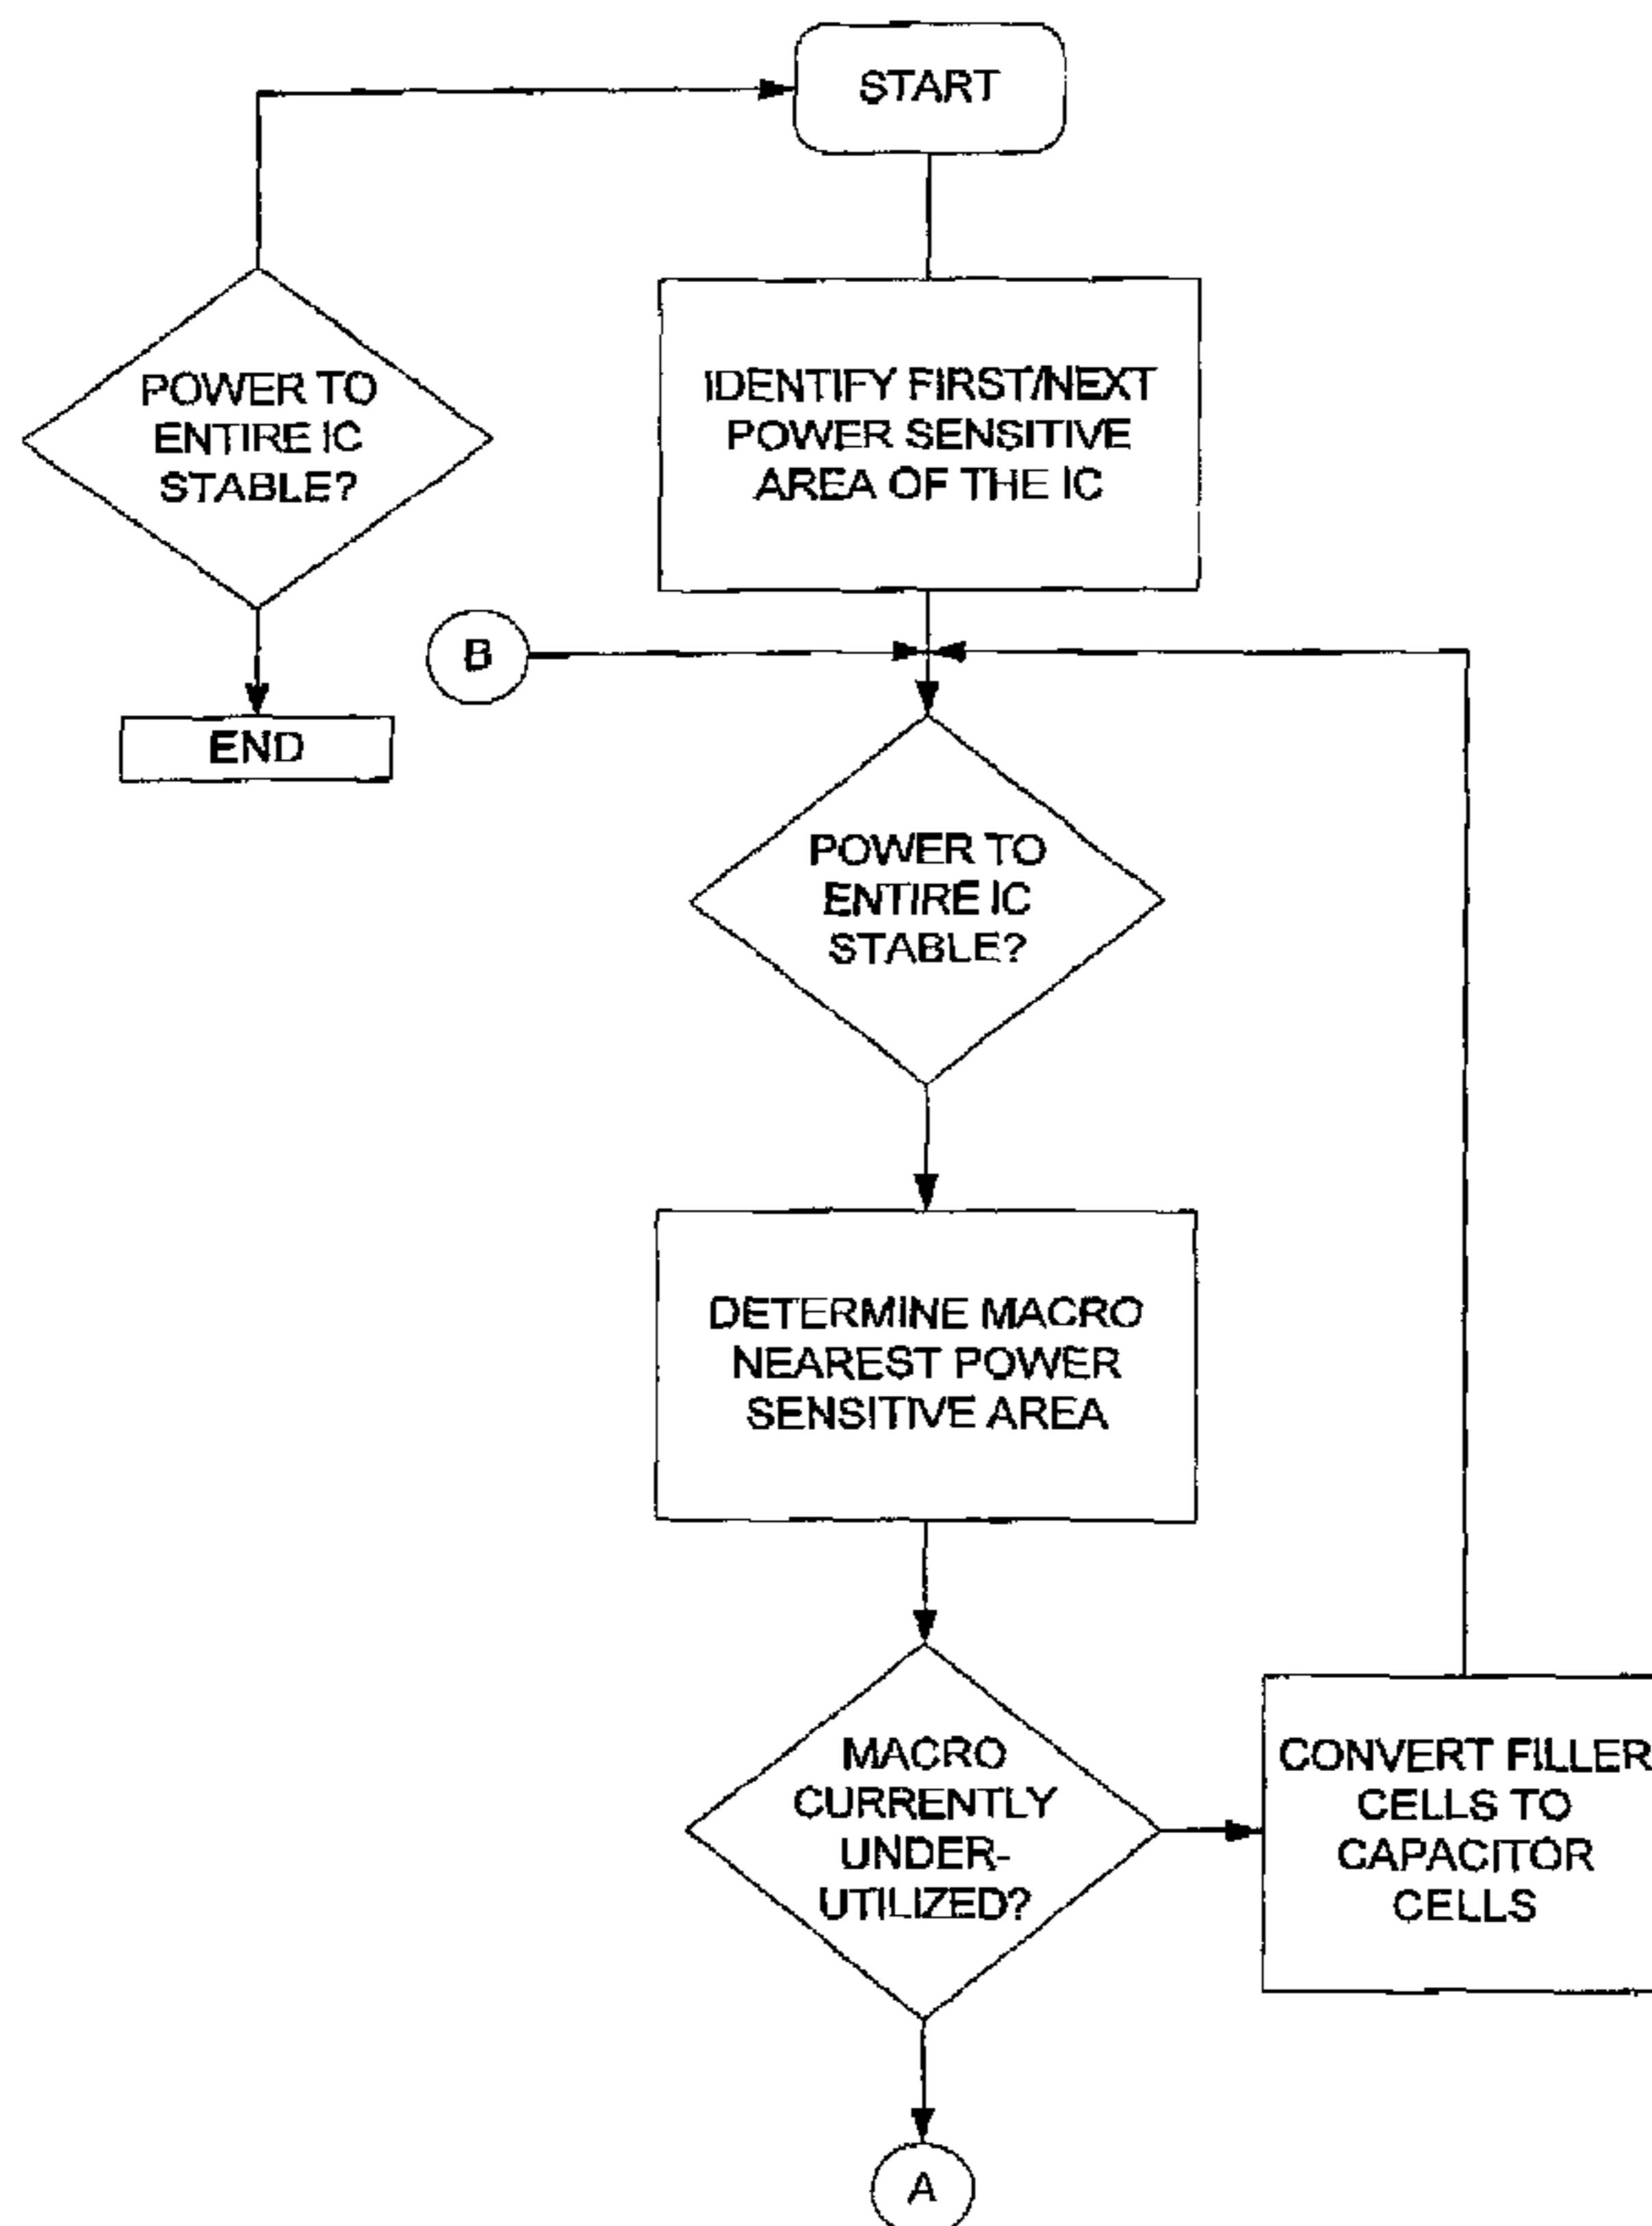 START
POWER TO
ENTIRE IC
STABLE?
IDENTIFY FIRST/NEXT
POWER SENSITIVE
AREA OF THE IC
B
END
POWER TO
ENTIRE IC
STABLE?
DETERMINE MACRO
NEAREST POWER
SENSITIVE AREA
MACRO
CURRENTLY
UNDER-
UTILIZED?
CONVERT FILLER
CELLS TO
CAPACITOR
CELLS
A